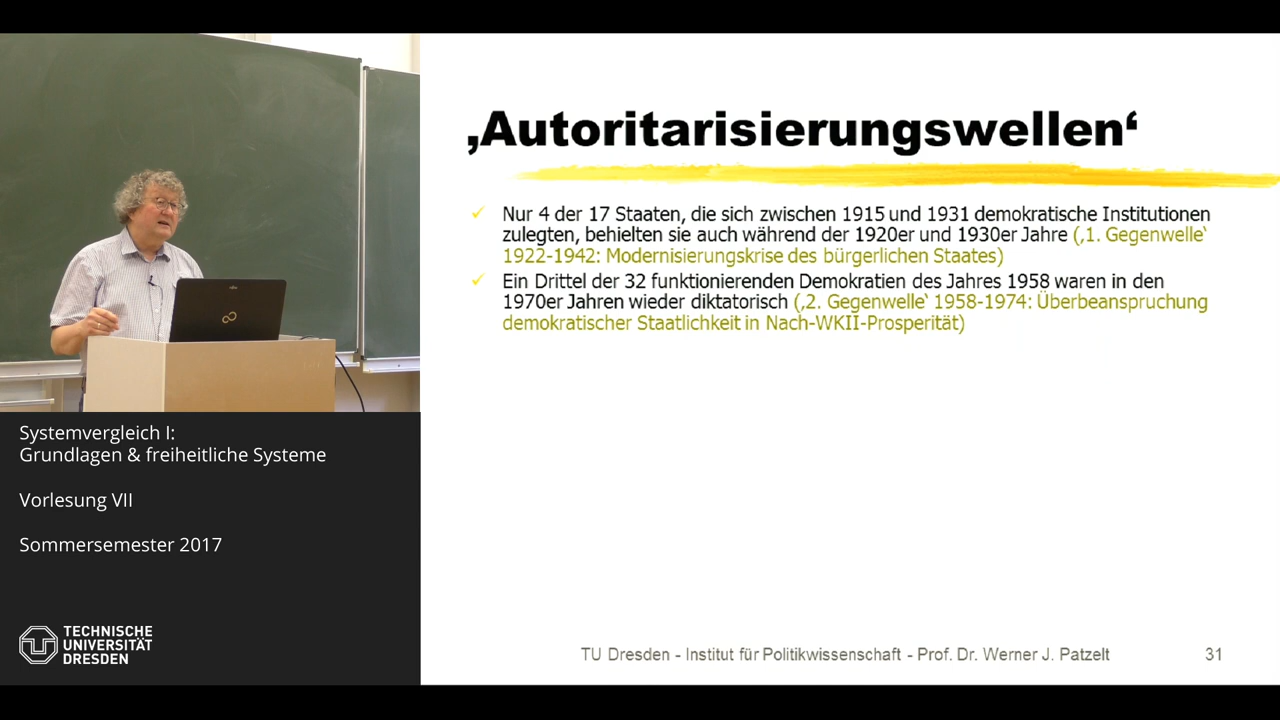 ‚Autoritarisierungswellen‘
Nur 4 der 17 Staaten, die sich zwischen 1915 und 1931 demokratische Institutionen
zulegten, behielten sie auch während der 1920er und 1930er Jahre (‚1. Gegenwelle‘
1922-1942: Modernisierungskrise des bürgerlichen Staates)
Ein Drittel der 32 funktionierenden Demokratien des Jahres 1958 waren in den
1970er Jahren wieder diktatorisch (‚2. Gegenwelle‘ 1958-1974: Überbeanspruchung
demokratischer Staatlichkeit in Nach-WKII-Prosperität)
Systemvergleich I:
Grundlagen & freiheitliche Systeme
Vorlesung VII
Sommersemester 2017
TECHNISCHE
UNIVERSITÄT
DRESDEN
TU Dresden - Institut für Politikwissenschaft - Prof. Dr. Werner J. Patzelt
31